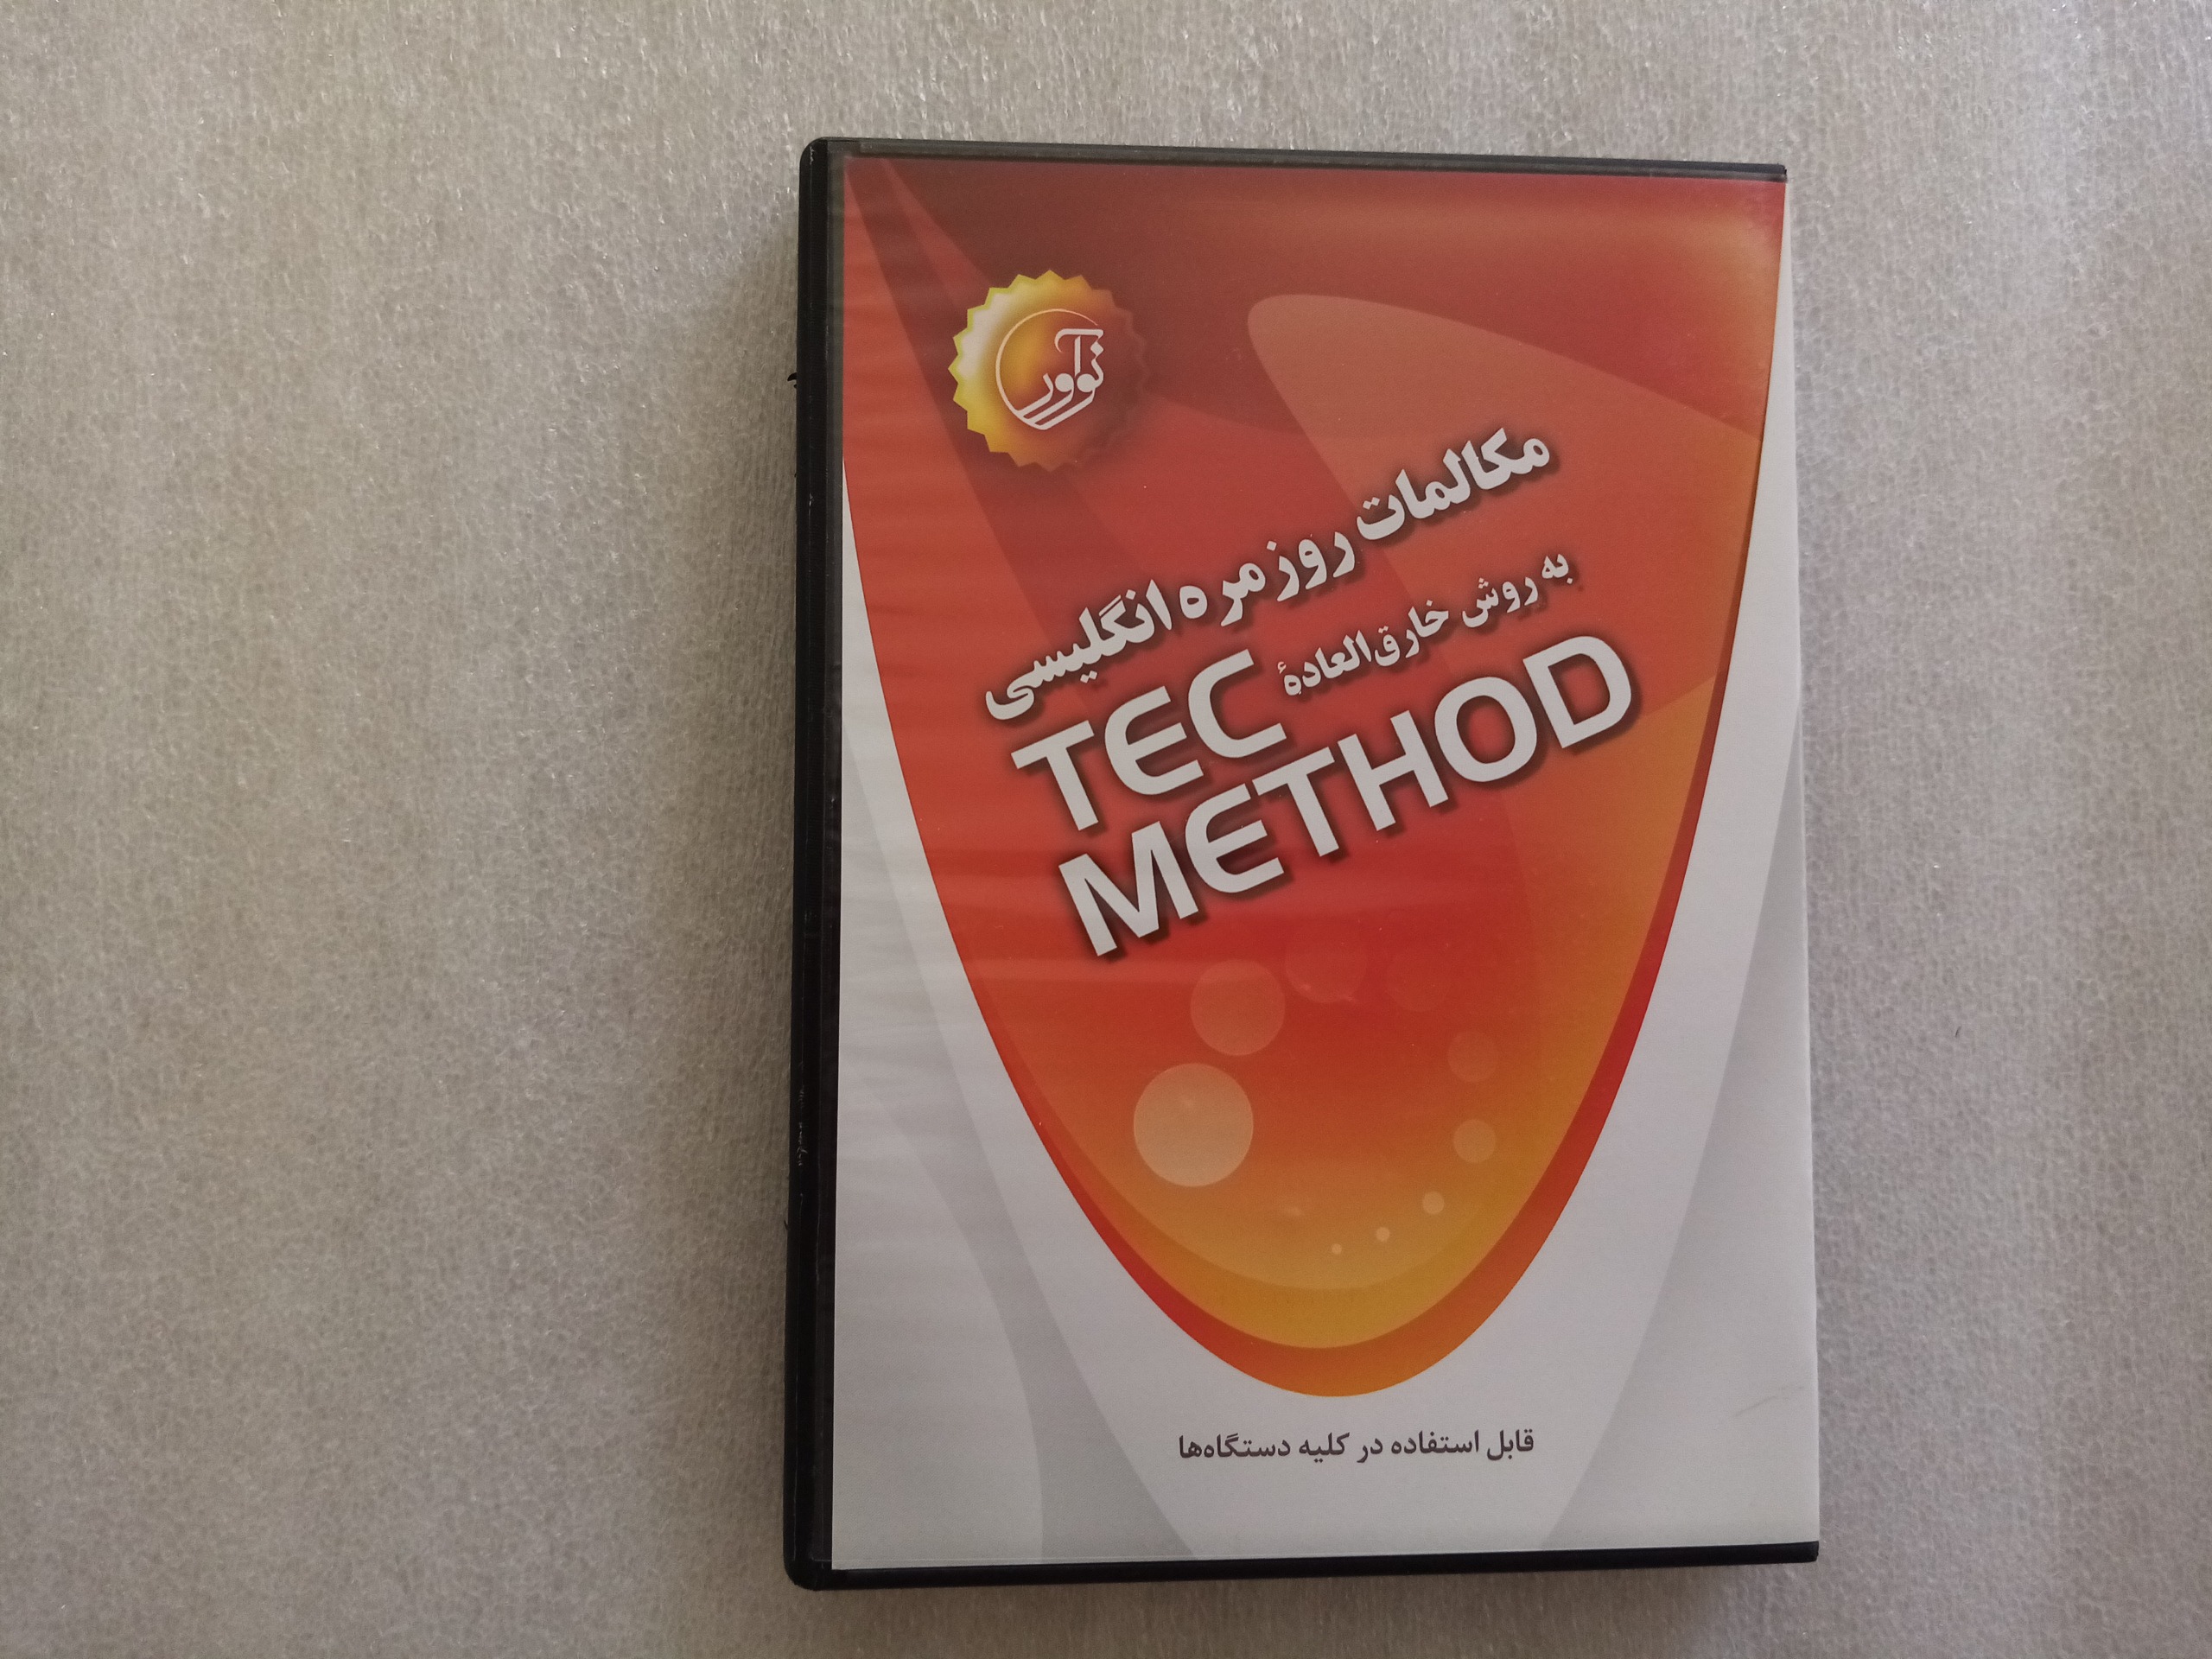 نوآور
مکالمات روزمره انگلیسی
به روش خارق‌العادهٔ
TEC
METHOD
قابل استفاده در کلیه دستگاه‌ها